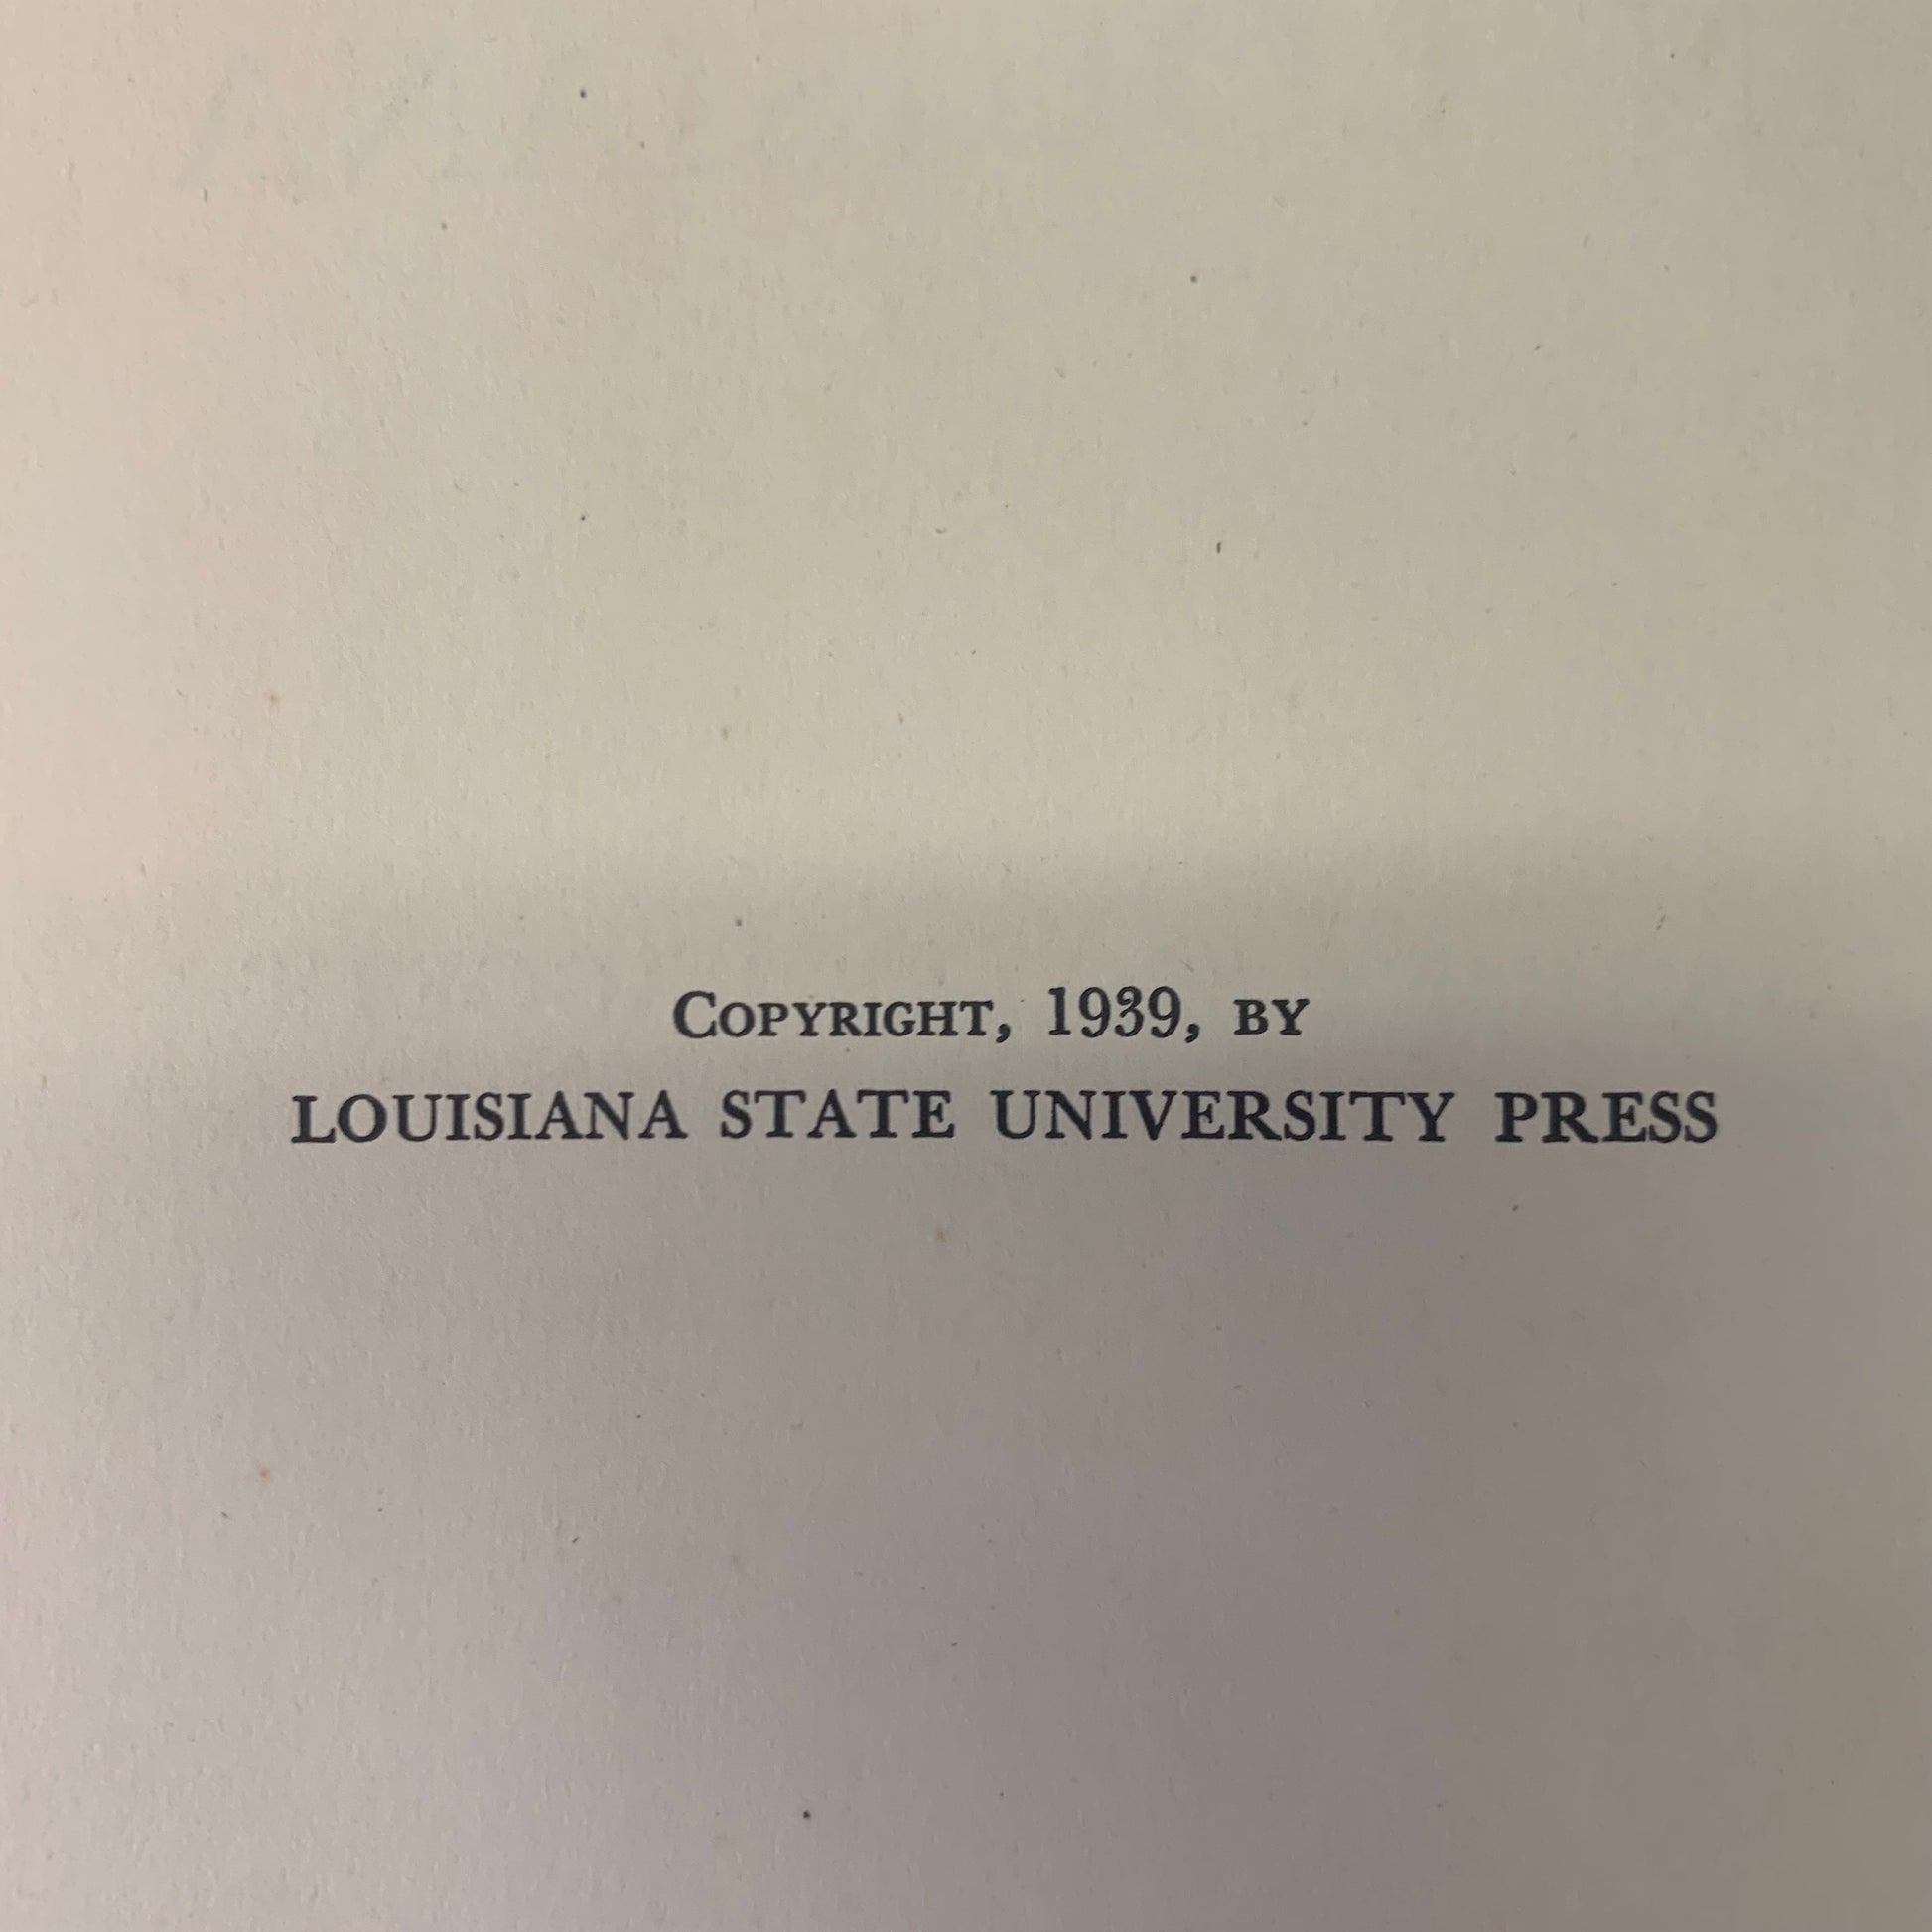 Copyright, 1939, by
LOUISIANA STATE UNIVERSITY PRESS